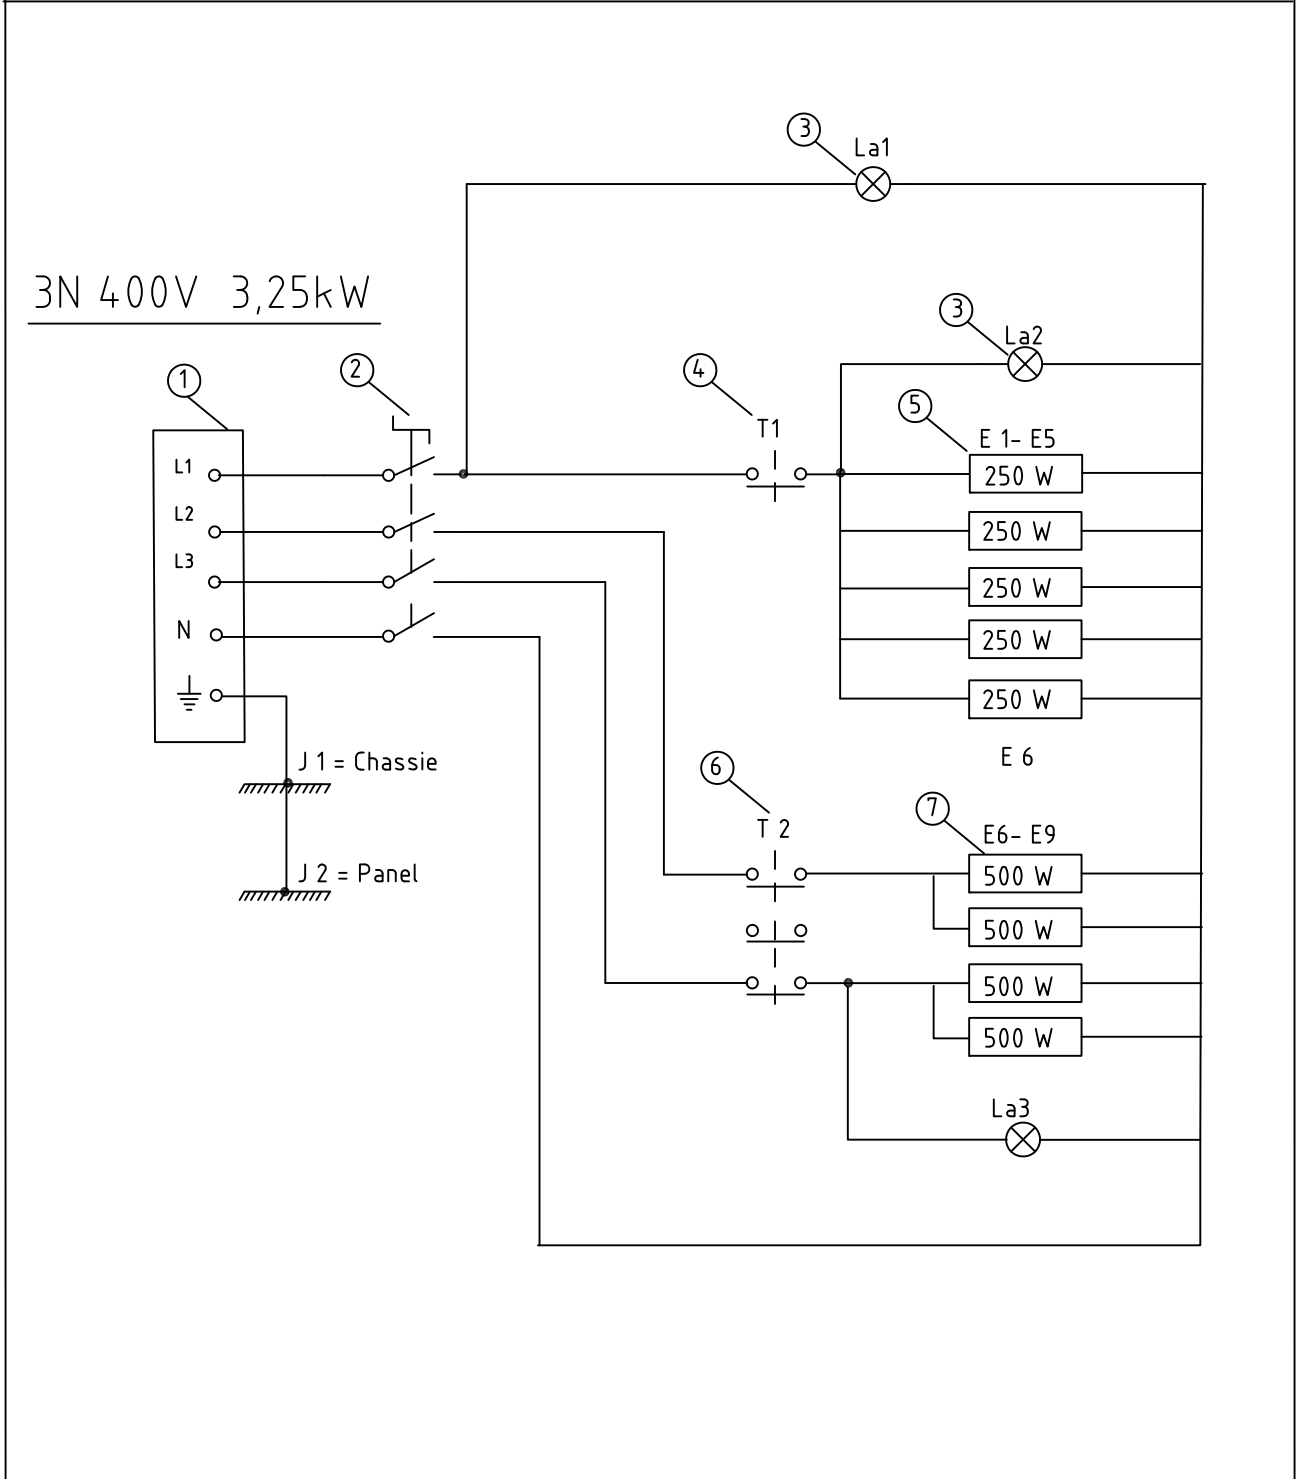 3
La1
3N 400V 3,25kW
3
La2
1
2
4
5
T1
E 1- E5
L1
250 W
L2
250 W
L3
250 W
N
250 W
250 W
J 1 = Chassie
E 6
6
7
T 2
E6- E9
J 2 = Panel
500 W
500 W
500 W
500 W
La3